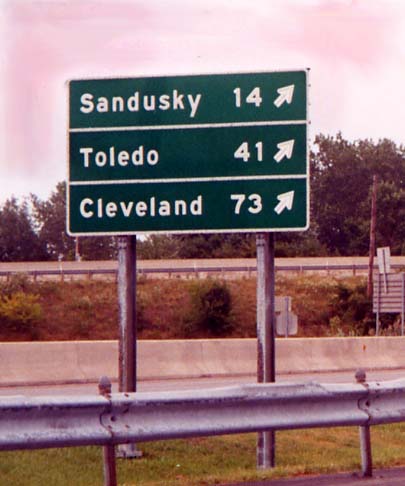 Sandusky 14
Toledo 41
Cleveland 73